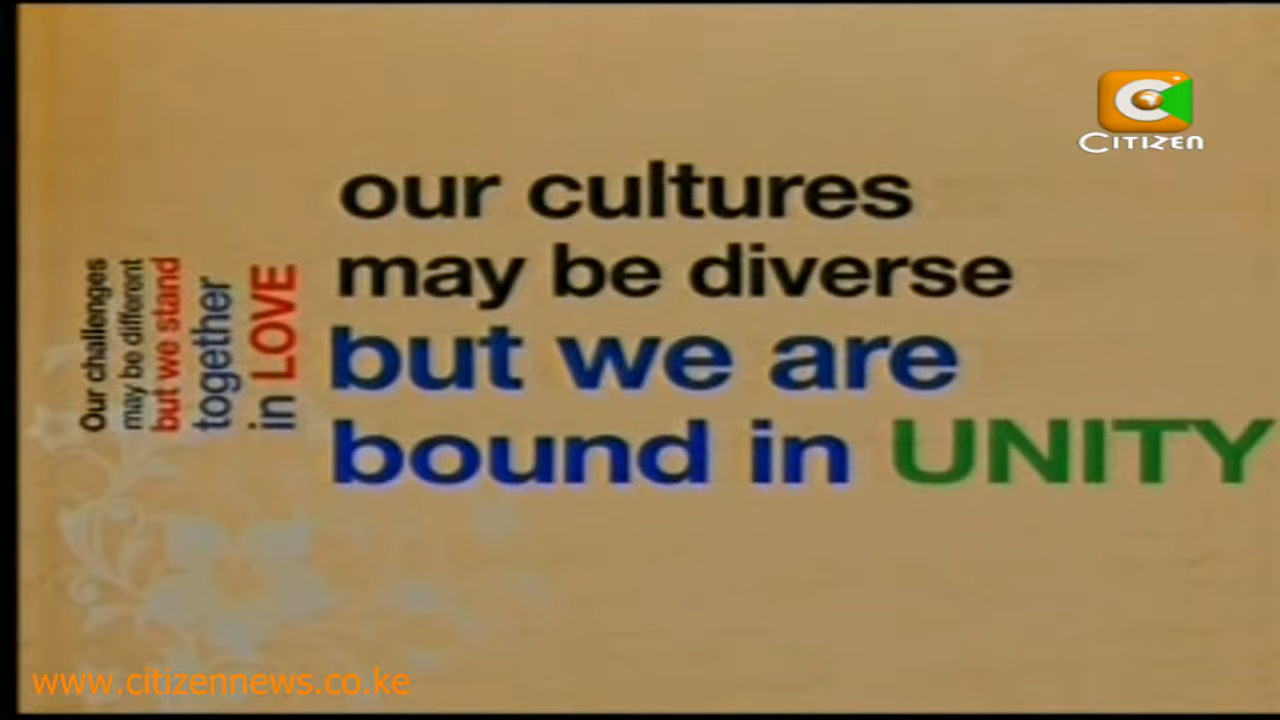 Our challenges
may be different
but we stand
together
in LOVE
our cultures
may be diverse
but we are
bound in UNITY
CITIZEN
www.citizennews.co.ke